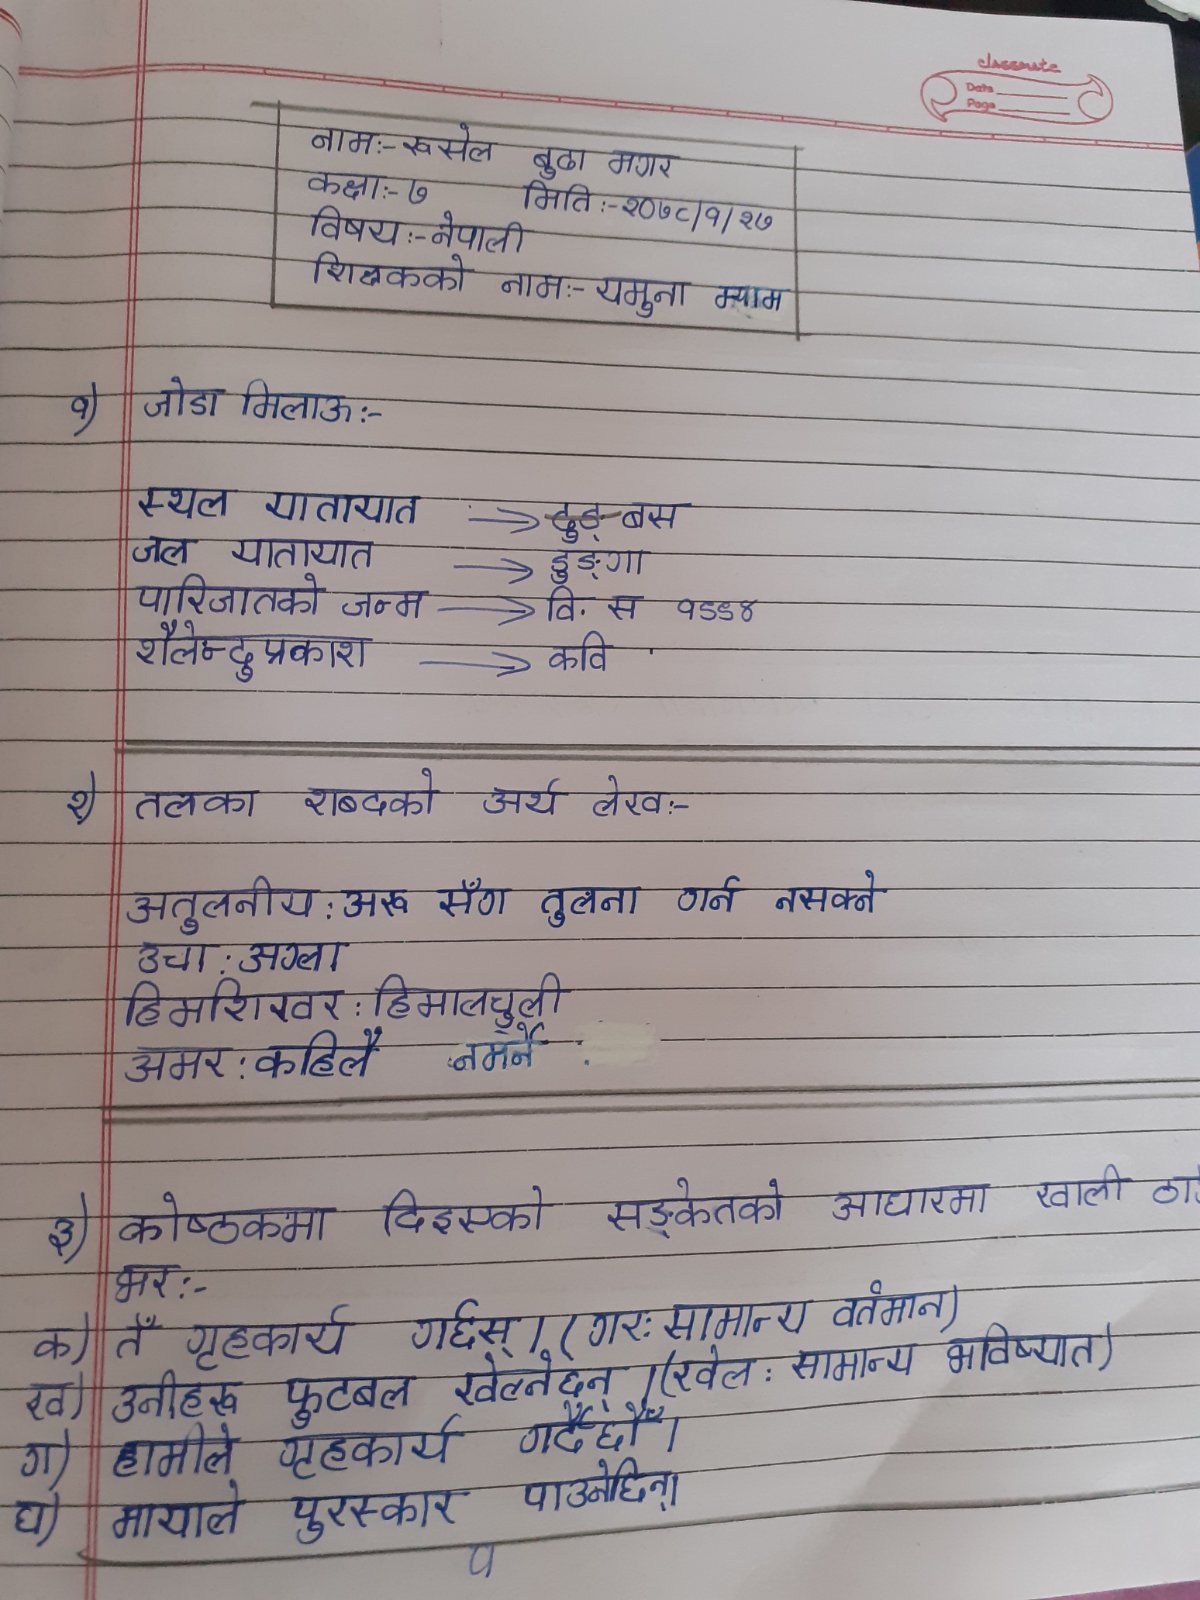 classmate
Date
Page
नामः- रूसेल बुढा मगर
कक्षाः- ७ मितिः- २०७८/१/२७
विषयः- नेपाली
शिक्षकको नामः- यमुना म्याम
१) जोडा मिलाऊः-
स्थल यातायात → बस
जल यातायात → डुङ्गा
पारिजातको जन्म → वि. स १९९४
शैलेन्दुप्रकाश → कवि
२) तलका शब्दको अर्थ लेखः-
अतुलनीय : अरू सँग तुलना गर्न नसक्ने
उचा : अग्ला
हिमशिखर : हिमालचुली
अमर : कहिलै नमर्ने
३) कोष्ठकमा दिइएको सङ्केतको आधारमा खाली
भरः-
क) तँ गृहकार्य गर्छस्। (गरः सामान्य वर्तमान)
ख) उनीहरू फुटबल खेल्नेछन्। (खेल : सामान्य भविष्यात)
ग) हामीले गृहकार्य गर्दैछौँ।
घ) मायाले पुरस्कार पाउनेछिन्।
१